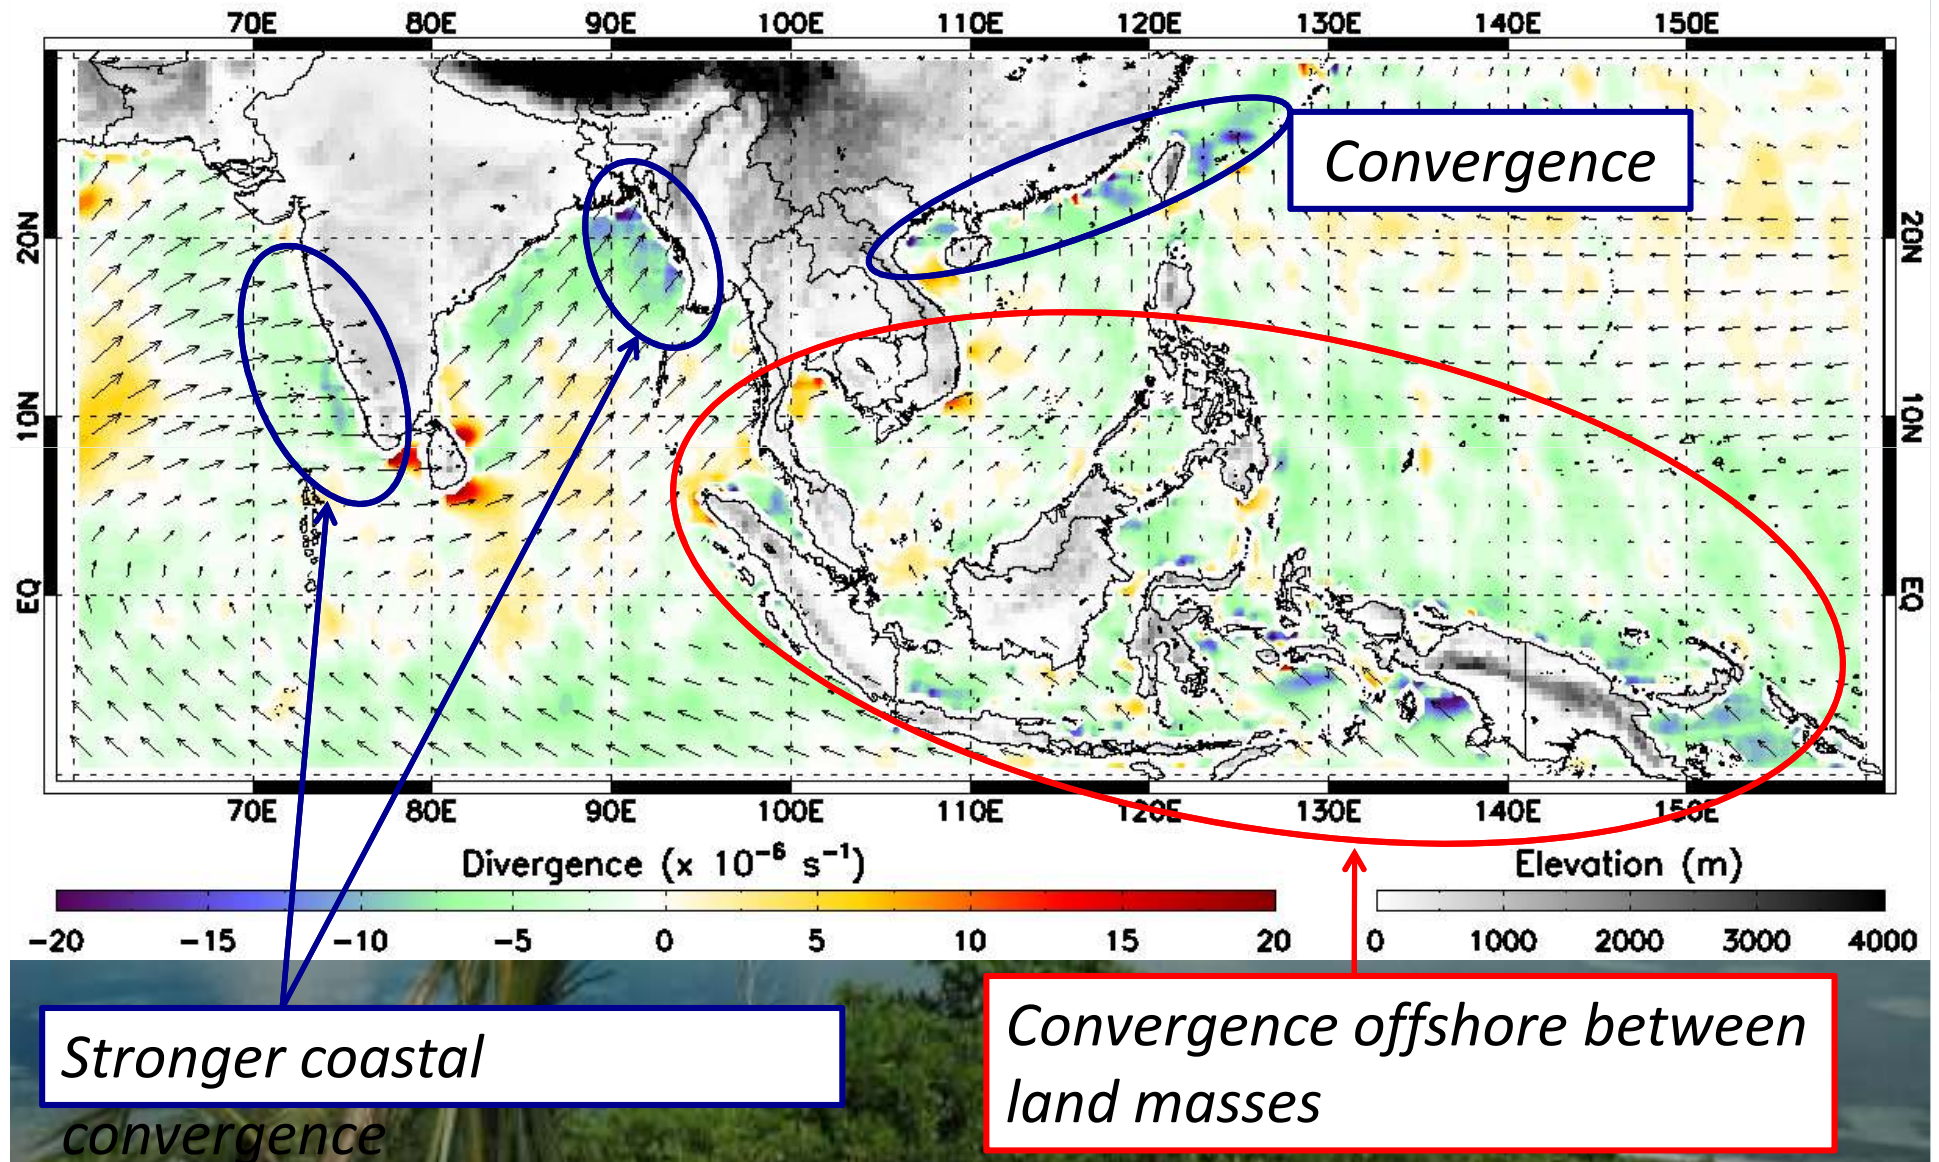 70E 80E 90E 100E 110E 120E 130E 140E 150E
Convergence
20N 20N
10N 10N
EQ EQ
70E 80E 90E 100E 110E 120E 130E 140E 150E
Divergence (x 10⁻⁶ s⁻¹) Elevation (m)
−20 −15 −10 −5 0 5 10 15 20 0 1000 2000 3000 4000
Stronger coastal
convergence
Convergence offshore between
land masses